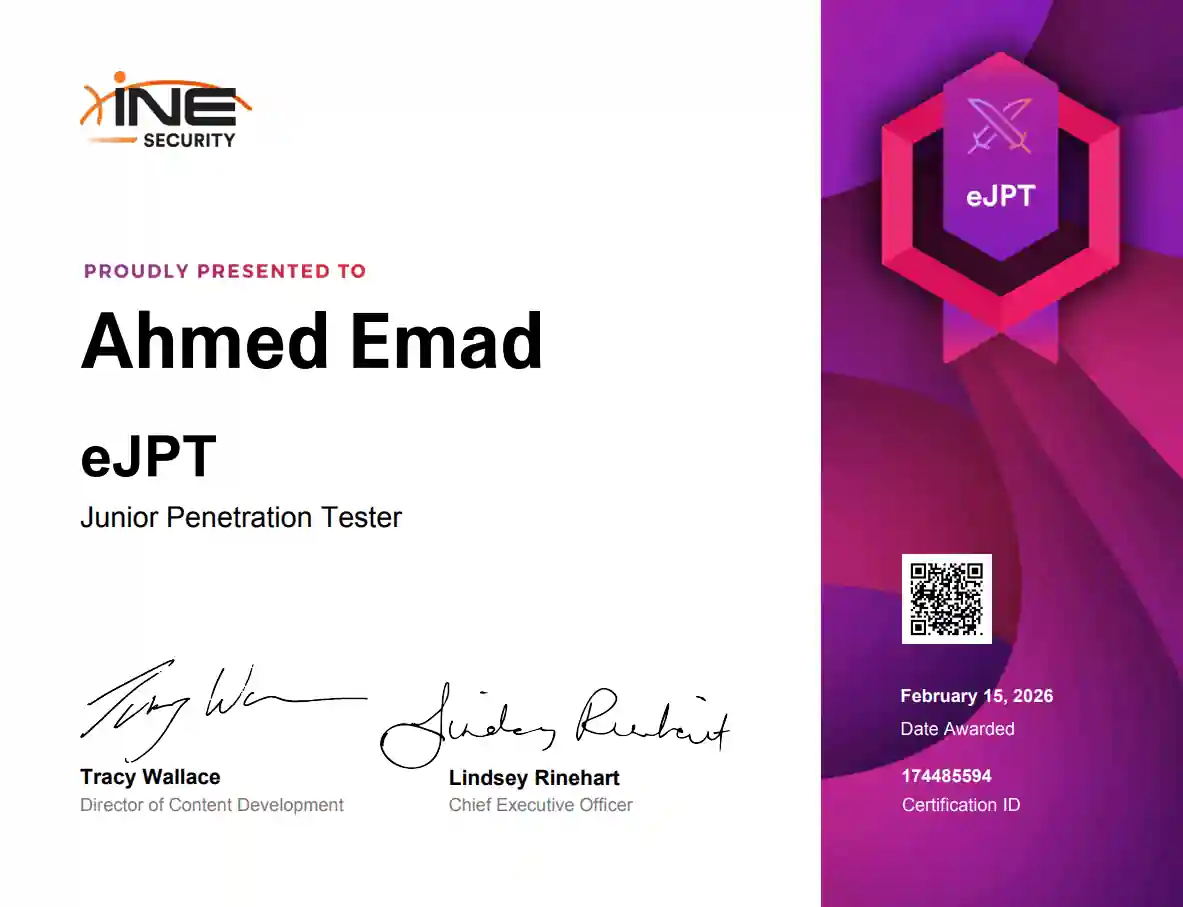 INE
SECURITY
PROUDLY PRESENTED TO
Ahmed Emad
eJPT
Junior Penetration Tester
Tracy Wallace
Director of Content Development
Lindsey Rinehart
Chief Executive Officer
eJPT
February 15, 2026
Date Awarded
174485594
Certification ID